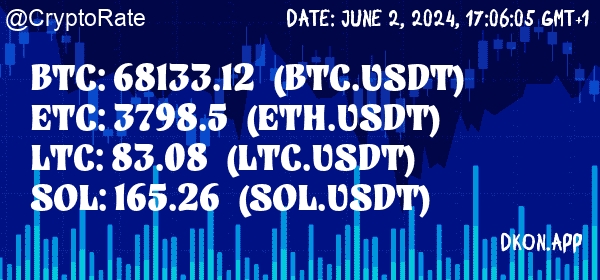 @CryptoRate
DATE: JUNE 2, 2024, 17:06:05 GMT+1
BTC: 68133.12 (BTC.USDT)
ETC: 3798.5 (ETH.USDT)
LTC: 83.08 (LTC.USDT)
SOL: 165.26 (SOL.USDT)
DKON.APP